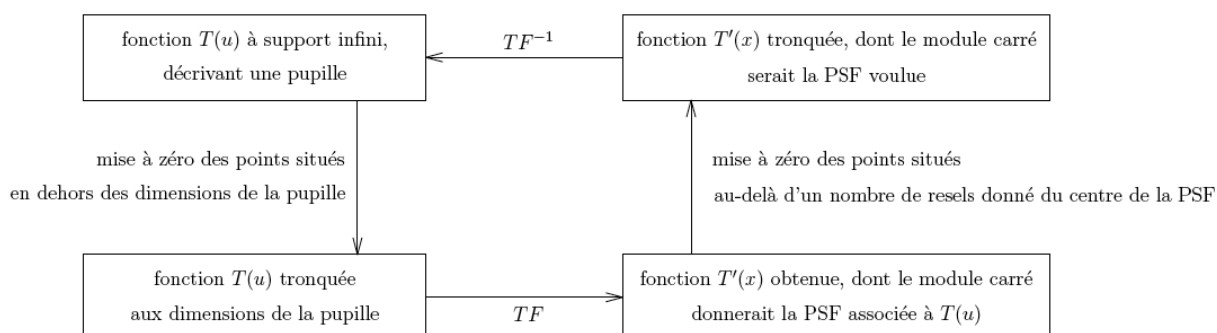 fonction T(u) à support infini,
décrivant une pupille
TF⁻¹
fonction T′(x) tronquée, dont le module carré
serait la PSF voulue
mise à zéro des points situés
en dehors des dimensions de la pupille
mise à zéro des points situés
au-delà d'un nombre de resels donné du centre de la PSF
fonction T(u) tronquée
aux dimensions de la pupille
TF
fonction T′(x) obtenue, dont le module carré
donnerait la PSF associée à T(u)